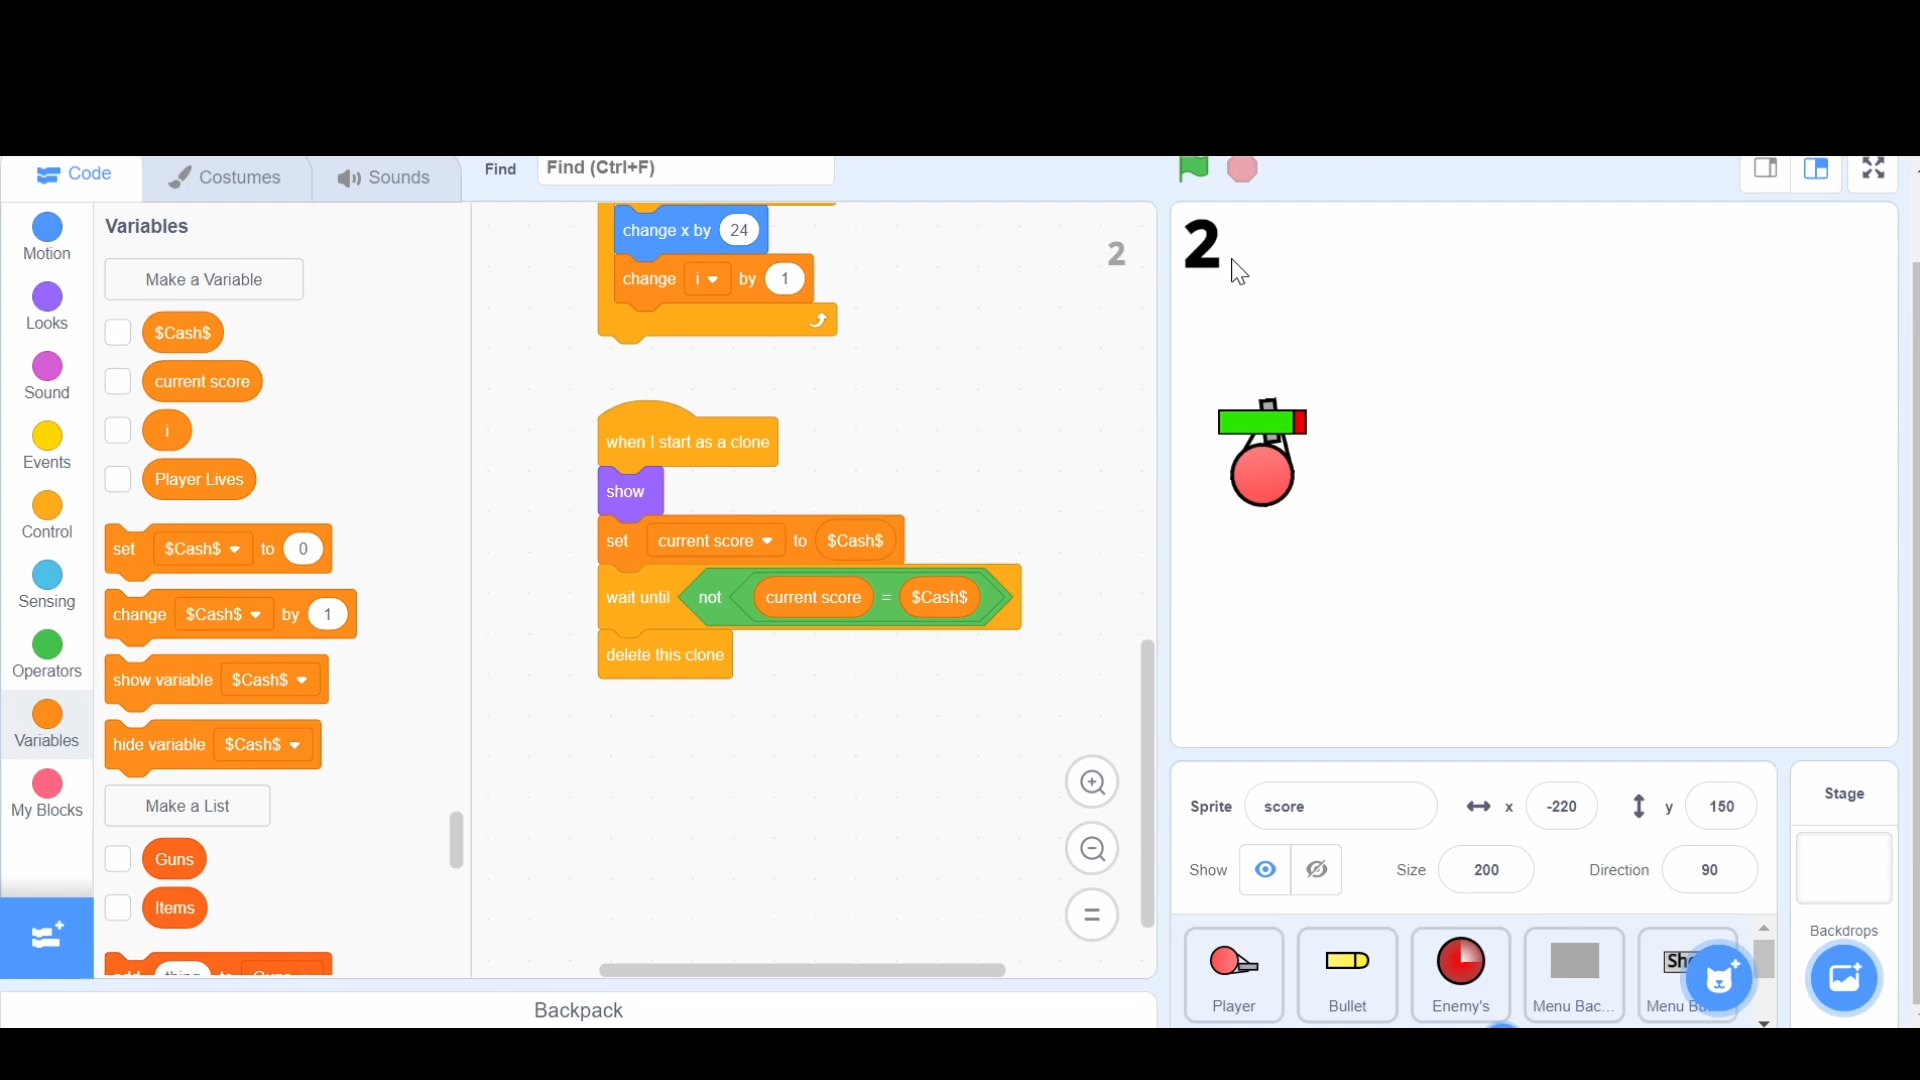 Code
Costumes
Sounds
Find
Find (Ctrl+F)
Motion
Looks
Sound
Events
Control
Sensing
Operators
Variables
My Blocks
Variables
Make a Variable
$Cash$
current score
i
Player Lives
set $Cash$ to 0
change $Cash$ by 1
show variable $Cash$
hide variable $Cash$
Make a List
Guns
Items
change x by 24
change i by 1
2
when I start as a clone
show
set current score to $Cash$
wait until not current score = $Cash$
delete this clone
Backpack
2
Sprite score x -220 y 150
Show Size 200 Direction 90
Player
Bullet
Enemy's
Menu Bac...
Stage
Backdrops